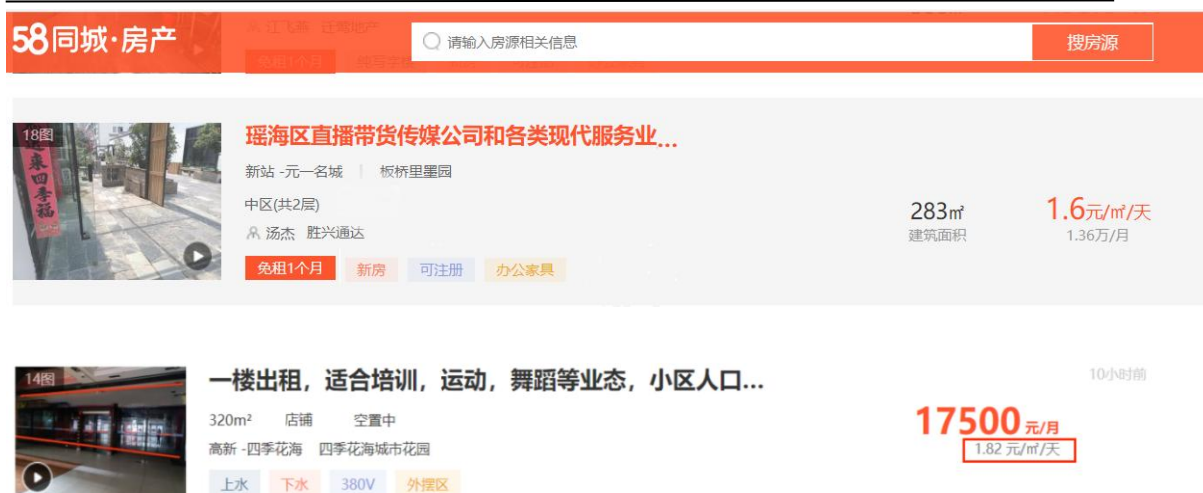 58同城·房产
请输入房源相关信息
搜房源
免租1个月
18图
瑶海区直播带货传媒公司和各类现代服务业...
新站 -元一名城 板桥里壐园
中区(共2层)
汤杰 胜兴通达
免租1个月 新房 可注册 办公家具
283㎡
建筑面积
1.6元/㎡/天
1.36万/月
14图
一楼出租，适合培训，运动，舞蹈等业态，小区人口...
320m² 店铺 空置中
高新 -四季花海 四季花海城市花园
上水 下水 380V 外摆区
10小时前
17500 元/月
1.82 元/㎡/天